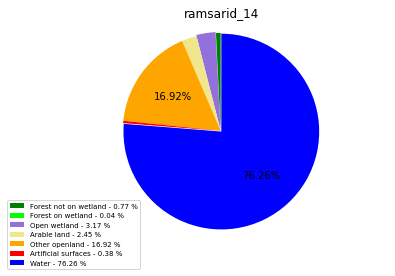 ramsarid_14
16.92%
76.26%
Forest not on wetland - 0.77 %
Forest on wetland - 0.04 %
Open wetland - 3.17 %
Arable land - 2.45 %
Other openland - 16.92 %
Artificial surfaces - 0.38 %
Water - 76.26 %